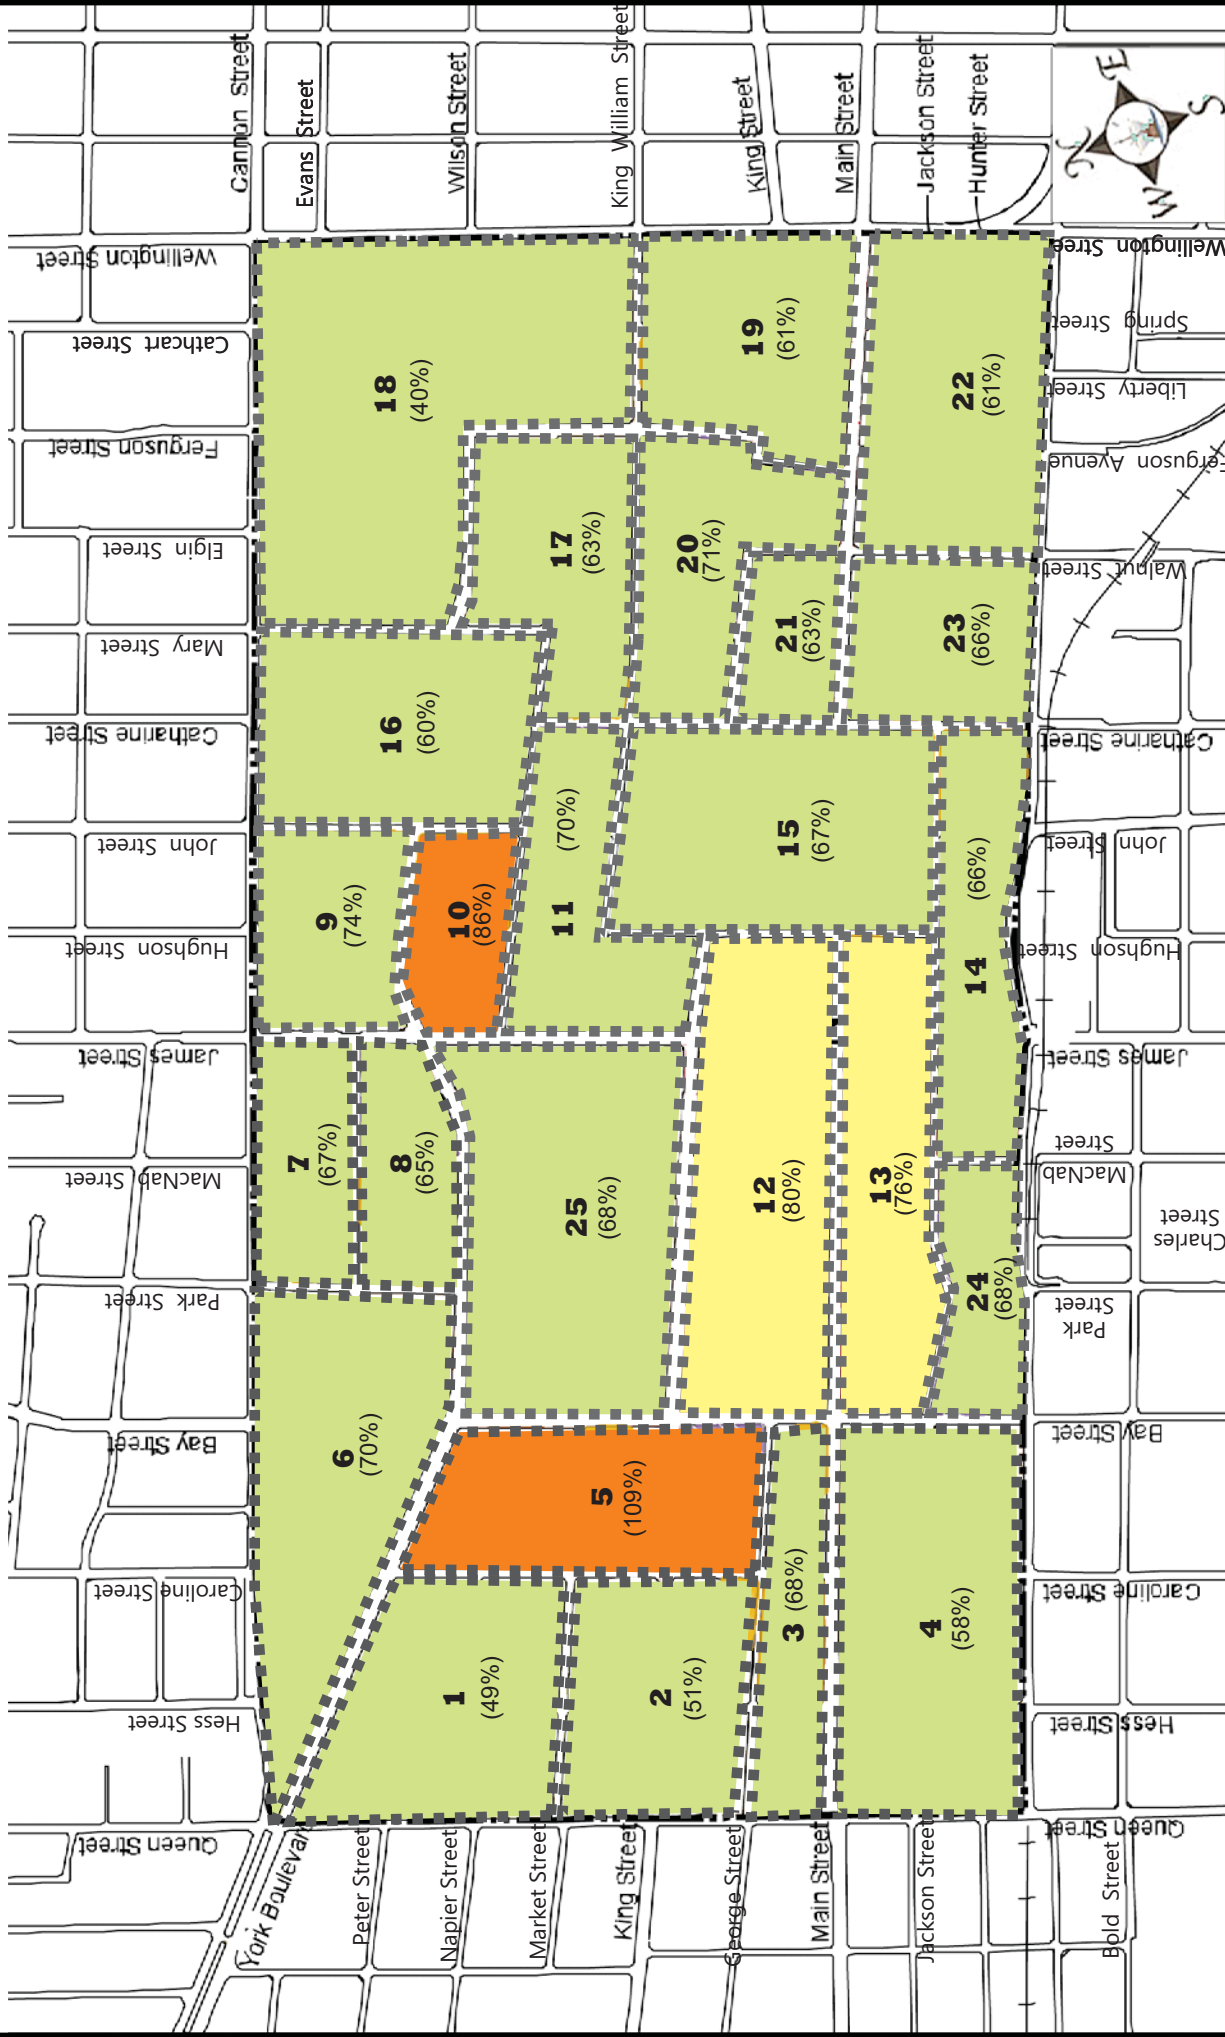 Cannon Street
Evans Street
Wilson Street
King William Street
King Street
Main Street
Jackson Street
Hunter Street
E
S
N
W
Wellington Street
Cathcart Street
Ferguson Street
Elgin Street
Mary Street
Catharine Street
John Street
Hughson Street
James Street
MacNab Street
Park Street
Bay Street
Caroline Street
Hess Street
Queen Street
Wellington Stree
Spring Street
Liberty Street
Ferguson Avenue
Walnut Street
Catharine Street
John Street
Hughson Street
James Street
MacNab
Street
Charles
Street
Park
Street
Bay Street
Caroline Street
Hess Street
Queen Street
18
(40%)
19
(61%)
22
(61%)
17
(63%)
20
(71%)
21
(63%)
23
(66%)
16
(60%)
9
(74%)
10
(86%)
11
(70%)
15
(67%)
14
(66%)
7
(67%)
8
(65%)
25
(68%)
12
(80%)
13
(76%)
24
(68%)
6
(70%)
5
(109%)
1
(49%)
2
(51%)
3 (68%)
4
(58%)
York Boulevar
Peter Street
Napier Street
Market Street
King Street
George Street
Main Street
Jackson Street
Bold Street